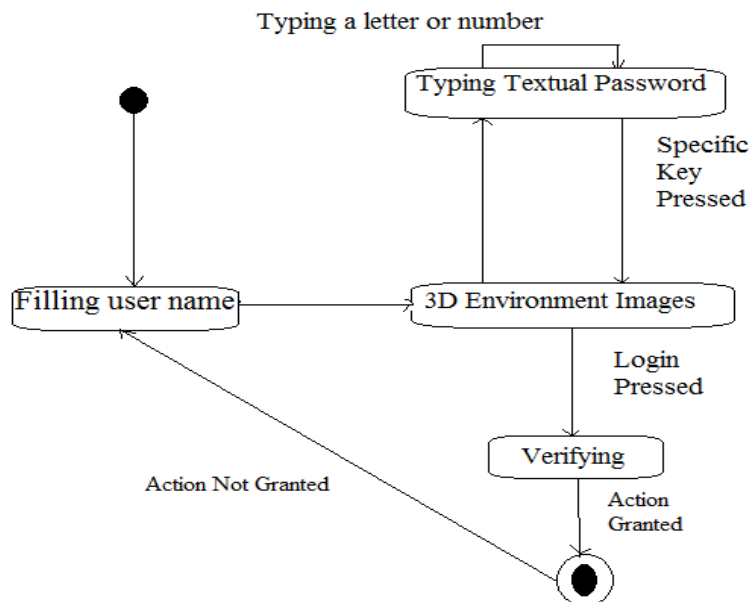 Typing a letter or number
Typing Textual Password
Specific
Key
Pressed
Filling user name
3D Environment Images
Login
Pressed
Verifying
Action Not Granted
Action
Granted